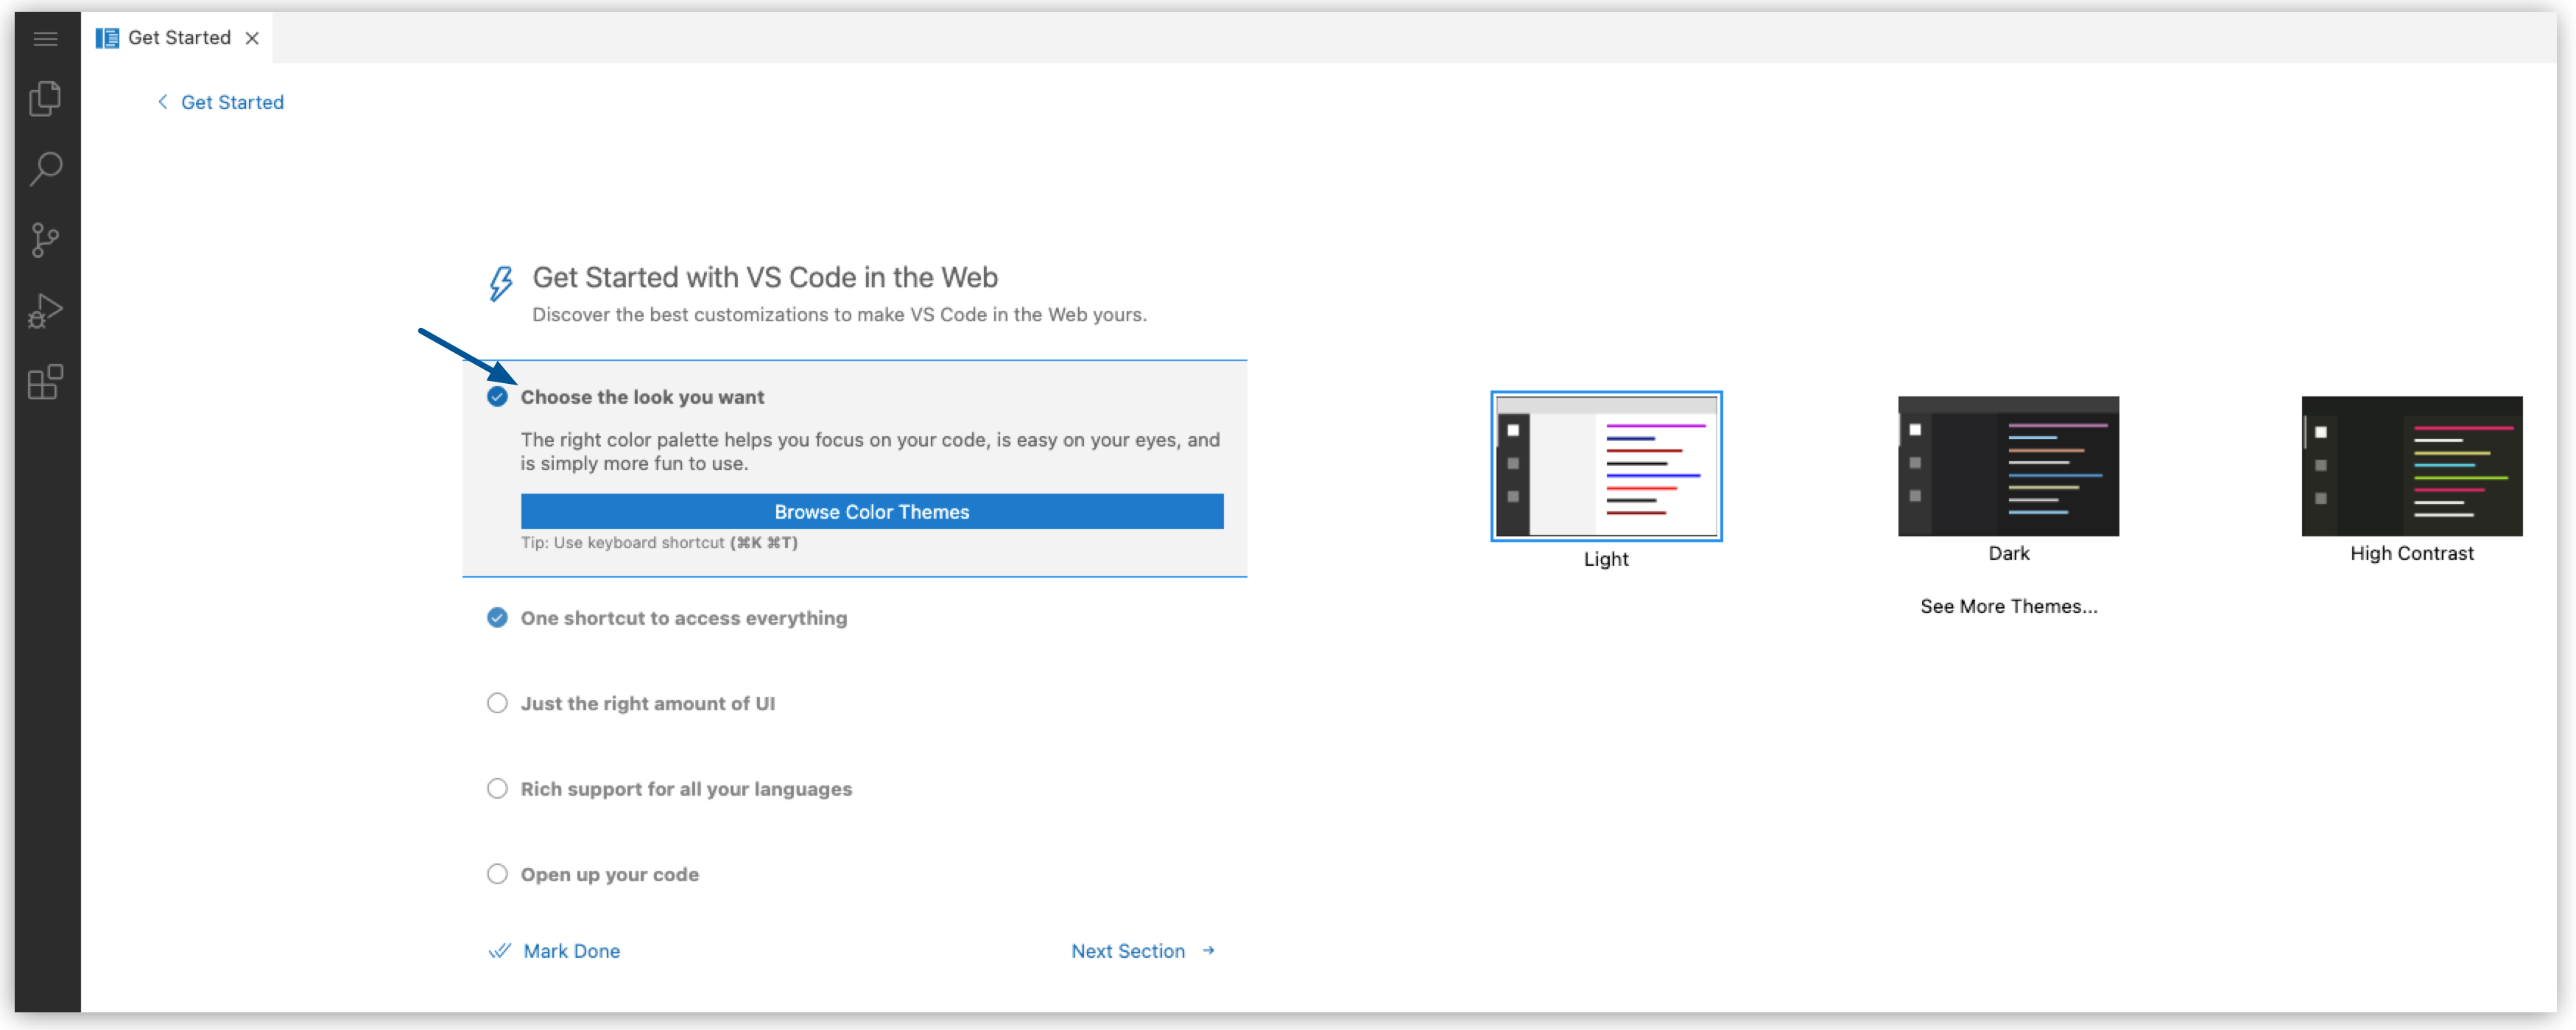 Get Started
Get Started
Get Started with VS Code in the Web
Discover the best customizations to make VS Code in the Web yours.
Choose the look you want
The right color palette helps you focus on your code, is easy on your eyes, and
is simply more fun to use.
Browse Color Themes
Tip: Use keyboard shortcut (⌘K ⌘T)
One shortcut to access everything
Just the right amount of UI
Rich support for all your languages
Open up your code
Mark Done
Next Section →
Light
Dark
High Contrast
See More Themes...